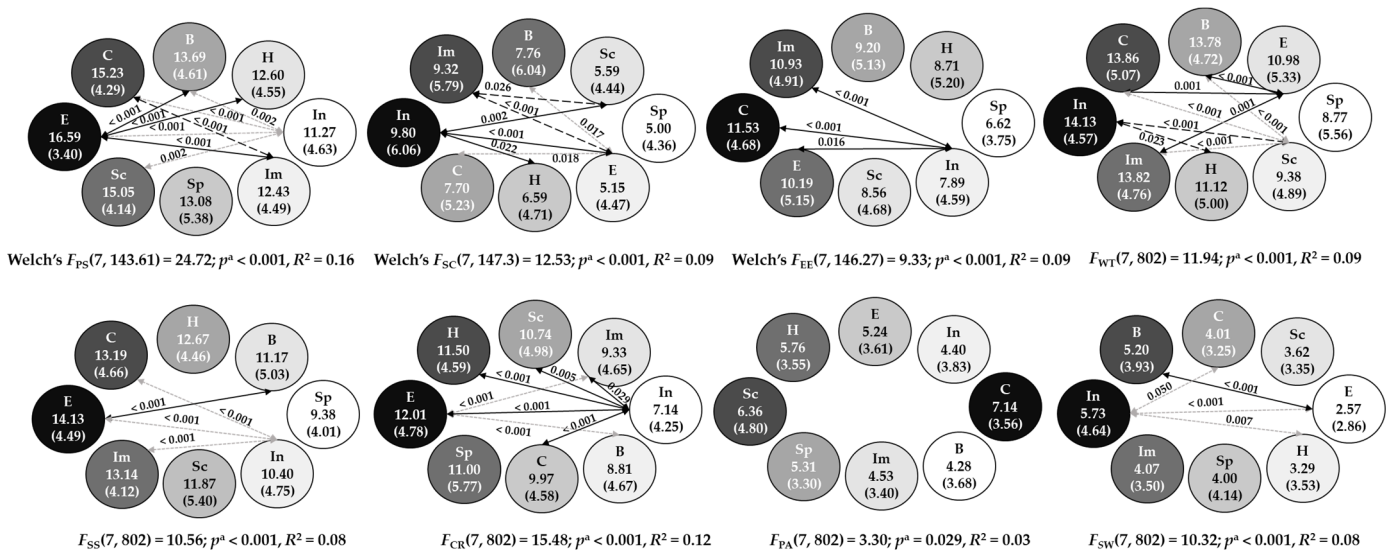 C
15.23
(4.29)
B
13.69
(4.61)
H
12.60
(4.55)
E
16.59
(3.40)
In
11.27
(4.63)
Sc
15.05
(4.14)
Sp
13.08
(5.38)
Im
12.43
(4.49)
< 0.001
< 0.001
< 0.001
< 0.001
0.002
< 0.001
< 0.001
0.002
Welch's FPS(7, 143.61) = 24.72; pᵃ < 0.001, R² = 0.16
Im
9.32
(5.79)
B
7.76
(6.04)
Sc
5.59
(4.44)
In
9.80
(6.06)
Sp
5.00
(4.36)
C
7.70
(5.23)
H
6.59
(4.71)
E
5.15
(4.47)
0.026
< 0.001
0.002
0.017
< 0.001
0.022
0.018
Welch's FSC(7, 147.3) = 12.53; pᵃ < 0.001, R² = 0.09
Im
10.93
(4.91)
B
9.20
(5.13)
H
8.71
(5.20)
C
11.53
(4.68)
Sp
6.62
(3.75)
E
10.19
(5.15)
Sc
8.56
(4.68)
In
7.89
(4.59)
< 0.001
< 0.001
0.016
Welch's FEE(7, 146.27) = 9.33; pᵃ < 0.001, R² = 0.09
C
13.86
(5.07)
B
13.78
(4.72)
E
10.98
(5.33)
In
14.13
(4.57)
Sp
8.77
(5.56)
Im
13.82
(4.76)
H
11.12
(5.00)
Sc
9.38
(4.89)
< 0.001
0.001
< 0.001
0.001
< 0.001
< 0.001
0.023
< 0.001
FWT(7, 802) = 11.94; pᵃ < 0.001, R² = 0.09
C
13.19
(4.66)
H
12.67
(4.46)
B
11.17
(5.03)
E
14.13
(4.49)
Sp
9.38
(4.01)
Im
13.14
(4.12)
Sc
11.87
(5.40)
In
10.40
(4.75)
< 0.001
< 0.001
< 0.001
< 0.001
FSS(7, 802) = 10.56; pᵃ < 0.001, R² = 0.08
H
11.50
(4.59)
Sc
10.74
(4.98)
Im
9.33
(4.65)
E
12.01
(4.78)
In
7.14
(4.25)
Sp
11.00
(5.77)
C
9.97
(4.58)
B
8.81
(4.67)
0.005
< 0.001
< 0.001
0.029
< 0.001
< 0.001
< 0.001
FCR(7, 802) = 15.48; pᵃ < 0.001, R² = 0.12
H
5.76
(3.55)
E
5.24
(3.61)
In
4.40
(3.83)
Sc
6.36
(4.80)
C
7.14
(3.56)
Sp
5.31
(3.30)
Im
4.53
(3.40)
B
4.28
(3.68)
FPA(7, 802) = 3.30; pᵃ = 0.029, R² = 0.03
B
5.20
(3.93)
C
4.01
(3.25)
Sc
3.62
(3.35)
In
5.73
(4.64)
E
2.57
(2.86)
Im
4.07
(3.50)
Sp
4.00
(4.14)
H
3.29
(3.53)
0.050
< 0.001
< 0.001
0.007
FSW(7, 802) = 10.32; pᵃ < 0.001, R² = 0.08